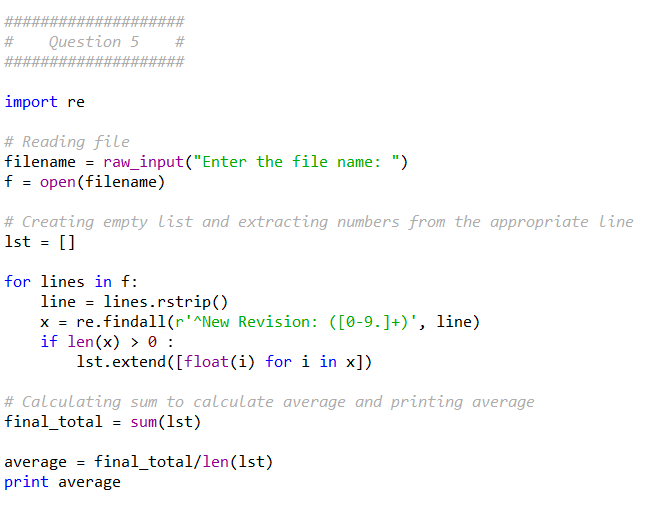 ####################
#    Question 5    #
####################
import re
# Reading file
filename = raw_input("Enter the file name: ")
f = open(filename)
# Creating empty list and extracting numbers from the appropriate line
lst = []
for lines in f:
    line = lines.rstrip()
    x = re.findall(r'^New Revision: ([0-9.]+)', line)
    if len(x) > 0 :
        lst.extend([float(i) for i in x])
# Calculating sum to calculate average and printing average
final_total = sum(lst)
average = final_total/len(lst)
print average